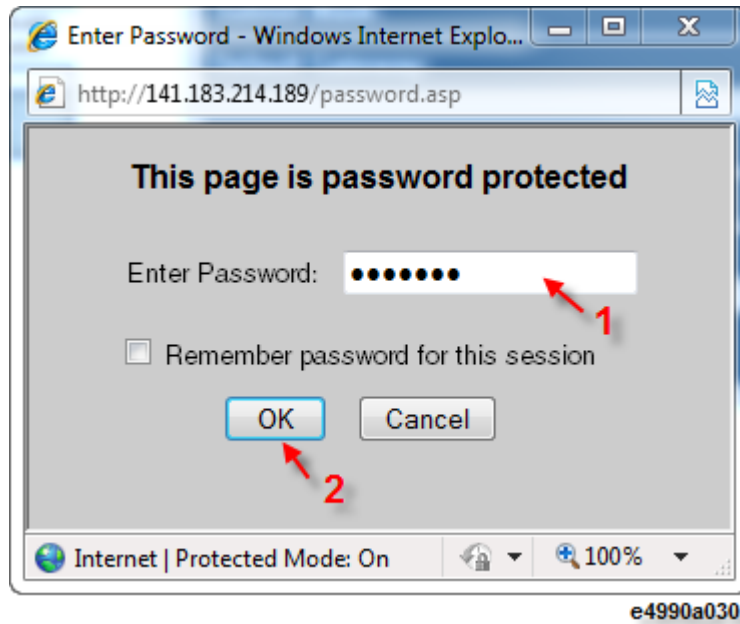 Enter Password - Windows Internet Explo...
http://141.183.214.189/password.asp
This page is password protected
Enter Password: ●●●●●●●
1
Remember password for this session
OK Cancel
2
Internet | Protected Mode: On 100%
e4990a030